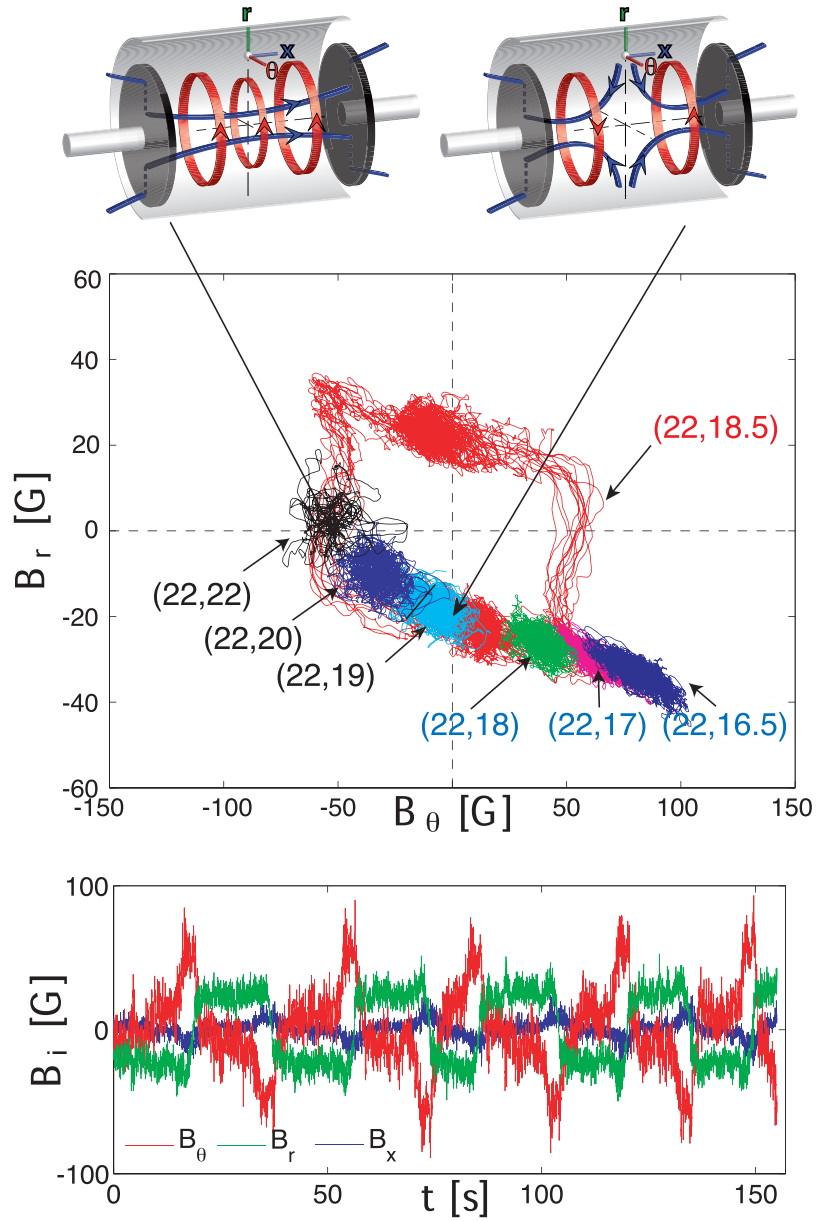 r
x
θ
r
x
θ
60
40
20
0
-20
-40
-60
B r [G]
(22,18.5)
(22,22)
(22,20)
(22,19)
(22,18)
(22,17)
(22,16.5)
-150
-100
-50
0
50
100
150
B θ [G]
100
0
-100
B i [G]
B θ
B r
B x
0
50
100
150
t [s]